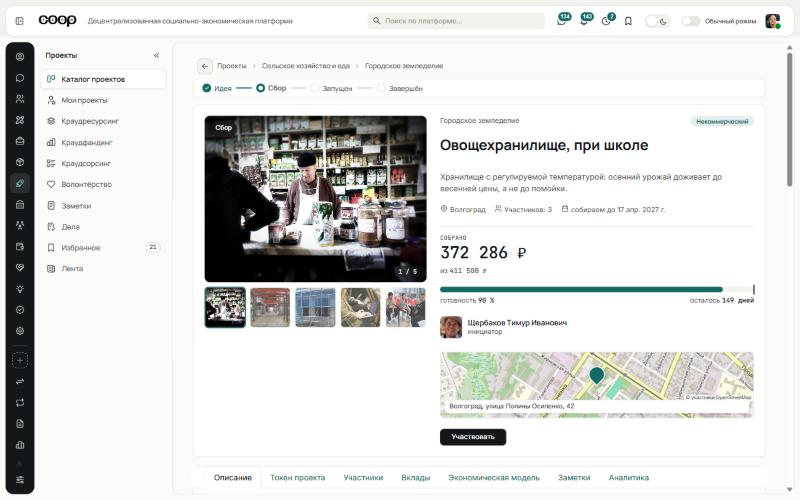 coop
Децентрализованная социально-экономическая платформа
Поиск по платформе...
134
143
2
Обычный режим
Проекты
Каталог проектов
Мои проекты
Краудресурсинг
Краудфандинг
Краудсорсинг
Волонтёрство
Заметки
Дела
Избранное 21
Лента
Проекты > Сельское хозяйство и еда > Городское земледелие
Идея
Сбор
Запущен
Завершён
Сбор
1 / 5
Городское земледелие
Некоммерческий
Овощехранилище, при школе
Хранилище с регулируемой температурой: осенний урожай доживает до
весенней цены, а не до помойки.
Волгоград
Участников: 3
собираем до 17 апр. 2027 г.
СОБРАНО
372 286 ₽
из 411 500 ₽
готовность 90 %
осталось 149 дней
Щербаков Тимур Иванович
инициатор
© участники OpenStreetMap
Волгоград, улица Полины Осипенко, 42
Участвовать
Описание
Токен проекта
Участники
Вклады
Экономическая модель
Заметки
Аналитика